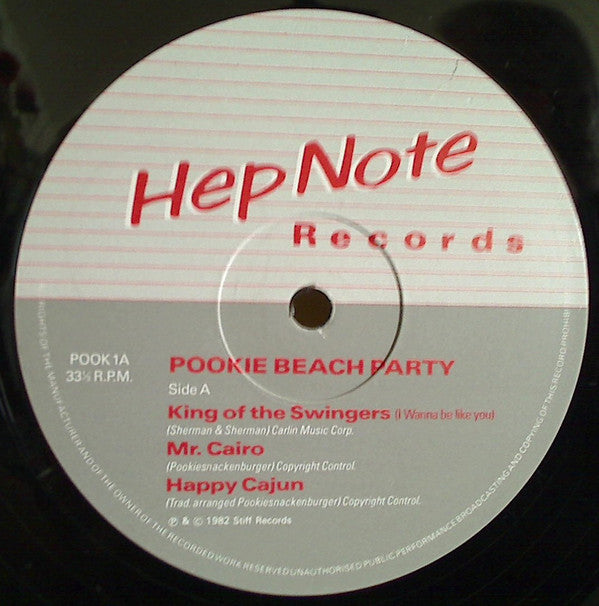 Hep Note
Records
POOK 1A
33⅓ R.P.M.
POOKIE BEACH PARTY
Side A
King of the Swingers (I Wanna be like you)
(Sherman & Sherman) Carlin Music Corp.
Mr. Cairo
(Pookiesnackenburger) Copyright Control.
Happy Cajun
(Trad. arranged Pookiesnackenburger) Copyright Control.
℗ & © 1982 Stiff Records
RIGHTS OF THE MANUFACTURER AND OF THE OWNER OF THE RECORDED WORK RESERVED UNAUTHORISED PUBLIC PERFORMANCE BROADCASTING AND COPYING OF THIS RECORD PROHIBITED